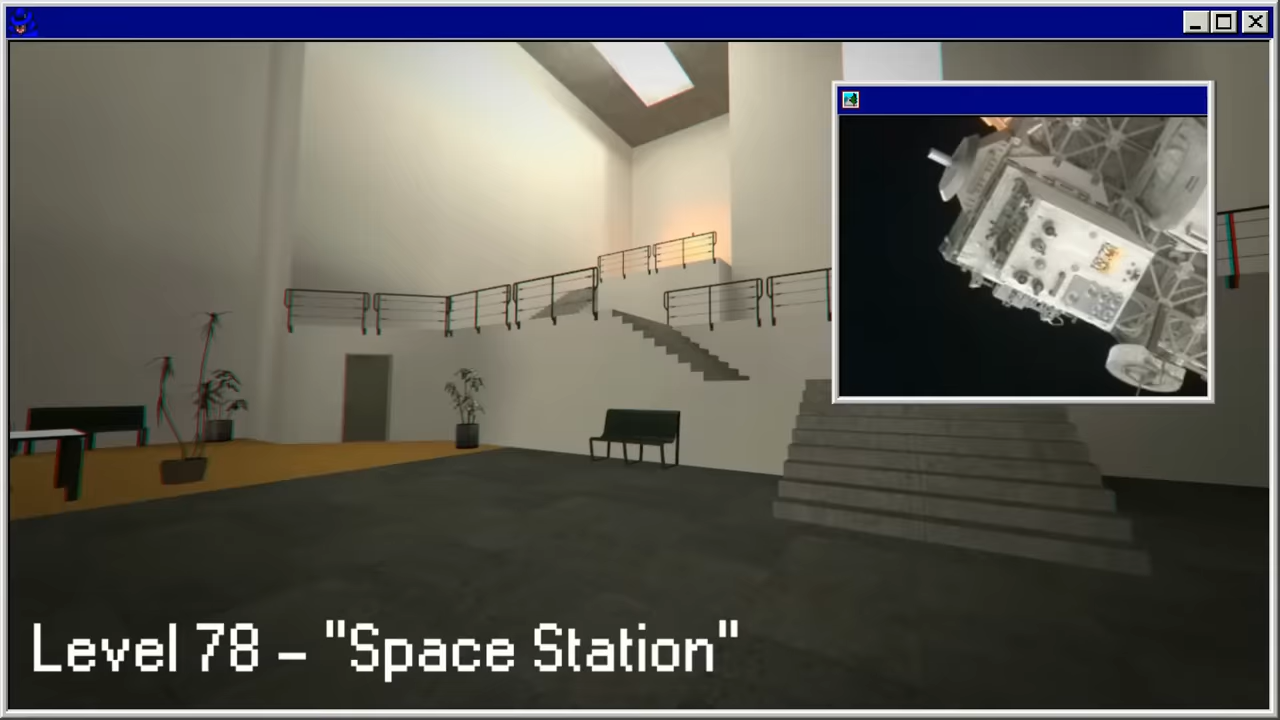 Level 78 – "Space Station"